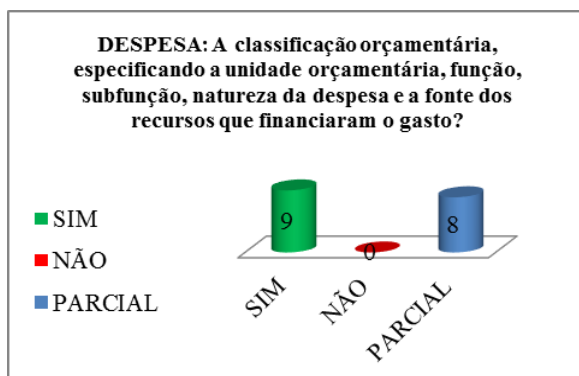 DESPESA: A classificação orçamentária,
especificando a unidade orçamentária, função,
subfunção, natureza da despesa e a fonte dos
recursos que financiaram o gasto?
SIM
NÃO
PARCIAL
9
0
8
SIM
NÃO
PARCIAL